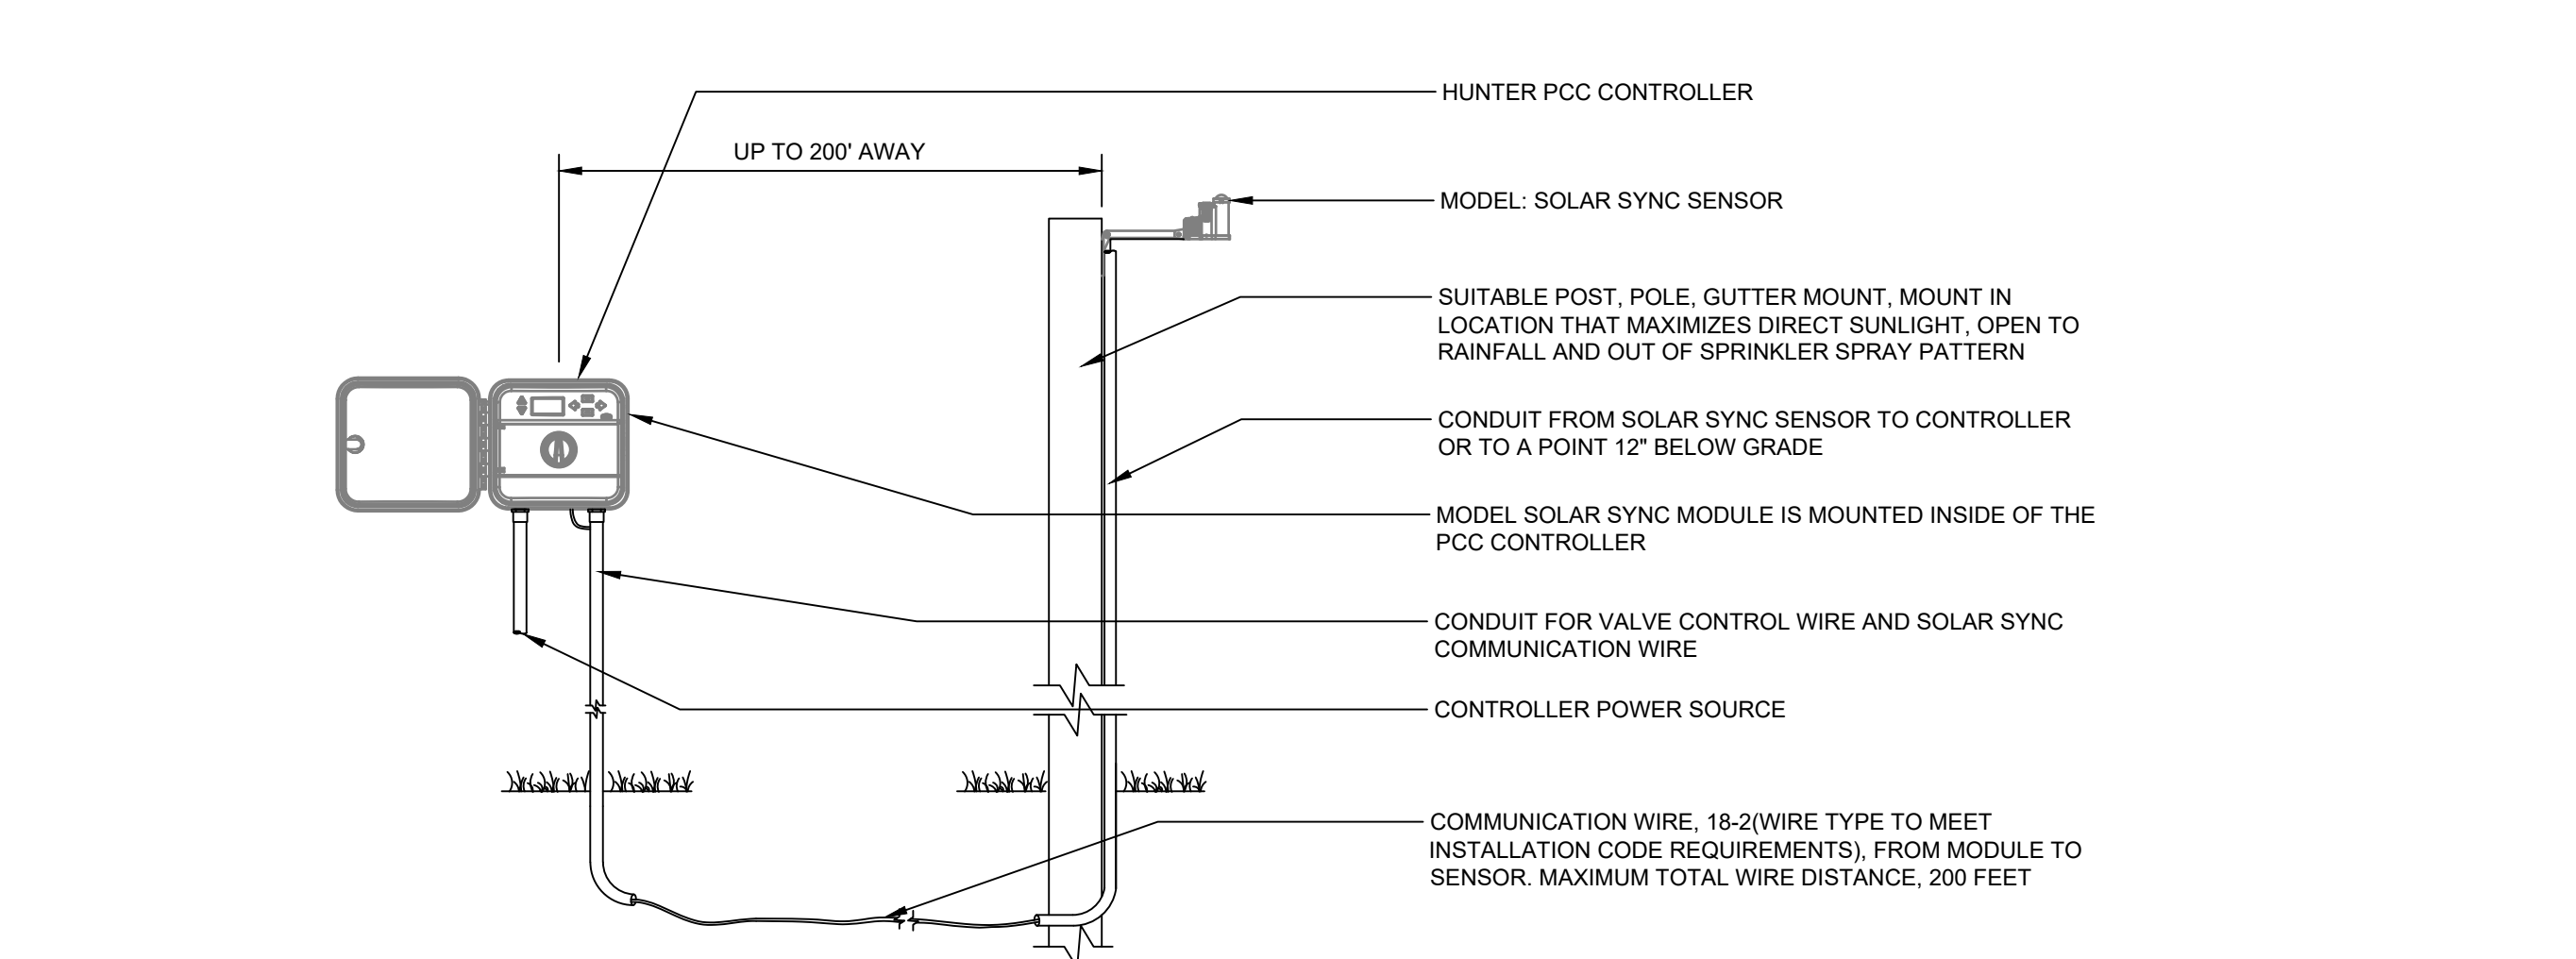 HUNTER PCC CONTROLLER
UP TO 200' AWAY
MODEL: SOLAR SYNC SENSOR
SUITABLE POST, POLE, GUTTER MOUNT, MOUNT IN
LOCATION THAT MAXIMIZES DIRECT SUNLIGHT, OPEN TO
RAINFALL AND OUT OF SPRINKLER SPRAY PATTERN
CONDUIT FROM SOLAR SYNC SENSOR TO CONTROLLER
OR TO A POINT 12" BELOW GRADE
MODEL SOLAR SYNC MODULE IS MOUNTED INSIDE OF THE
PCC CONTROLLER
CONDUIT FOR VALVE CONTROL WIRE AND SOLAR SYNC
COMMUNICATION WIRE
CONTROLLER POWER SOURCE
COMMUNICATION WIRE, 18-2(WIRE TYPE TO MEET
INSTALLATION CODE REQUIREMENTS), FROM MODULE TO
SENSOR. MAXIMUM TOTAL WIRE DISTANCE, 200 FEET